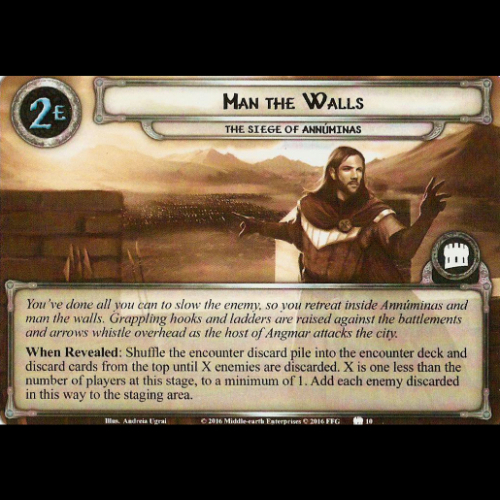 2E
MAN THE WALLS
THE SIEGE OF ANNÚMINAS
You've done all you can to slow the enemy, so you retreat inside Annúminas and
man the walls. Grappling hooks and ladders are raised against the battlements
and arrows whistle overhead as the host of Angmar attacks the city.
When Revealed: Shuffle the encounter discard pile into the encounter deck and
discard cards from the top until X enemies are discarded. X is one less than the
number of players at this stage, to a minimum of 1. Add each enemy discarded
in this way to the staging area.
Illus. Andreia Ugrai © 2016 Middle-earth Enterprises © 2016 FFG 10